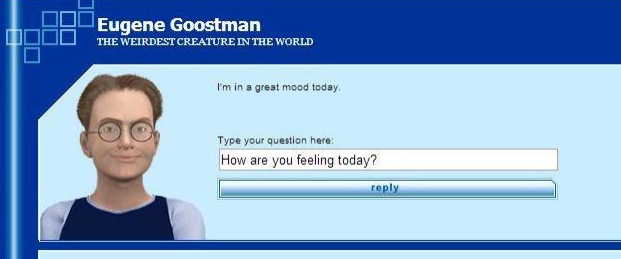 Eugene Goostman
THE WEIRDEST CREATURE IN THE WORLD
I'm in a great mood today.
Type your question here:
How are you feeling today?
reply